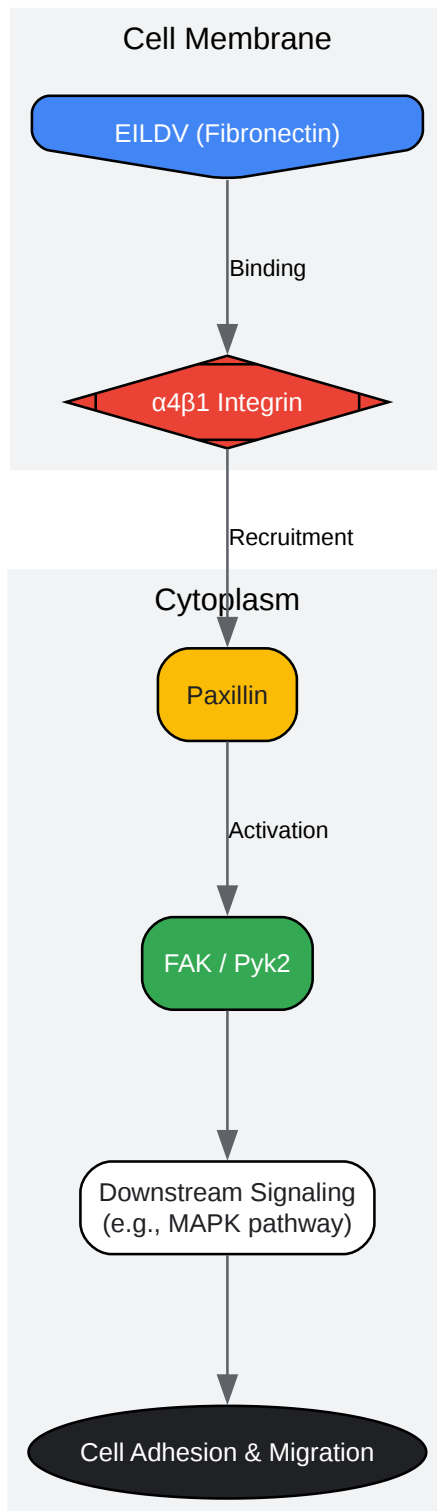 Cell Membrane
EILDV (Fibronectin)
Binding
α4β1 Integrin
Recruitment
Cytoplasm
Paxillin
Activation
FAK / Pyk2
Downstream Signaling
(e.g., MAPK pathway)
Cell Adhesion & Migration